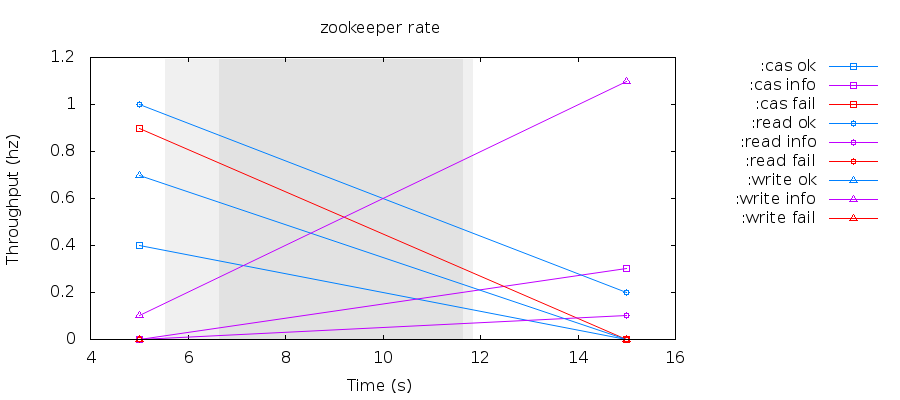 zookeeper rate
Throughput (hz)
1.2
1
0.8
0.6
0.4
0.2
0
4 6 8 10 12 14 16
Time (s)
:cas ok
:cas info
:cas fail
:read ok
:read info
:read fail
:write ok
:write info
:write fail